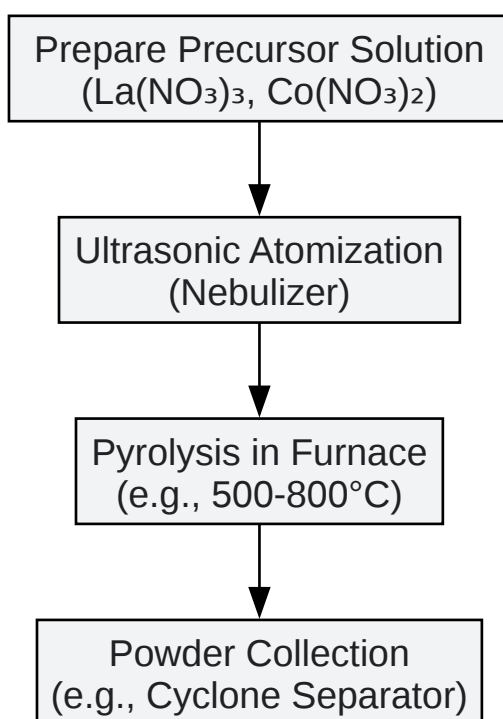 Prepare Precursor Solution
(La(NO₃)₃, Co(NO₃)₂)
Ultrasonic Atomization
(Nebulizer)
Pyrolysis in Furnace
(e.g., 500-800°C)
Powder Collection
(e.g., Cyclone Separator)